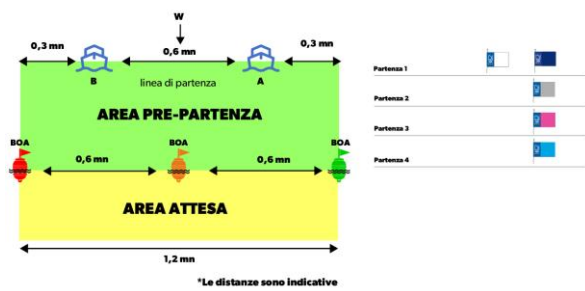 W
0,3 mn
0,6 mn
0,3 mn
B
A
linea di partenza
AREA PRE-PARTENZA
BOA
BOA
BOA
0,6 mn
0,6 mn
AREA ATTESA
1,2 mn
*Le distanze sono indicative
Partenza 1
Partenza 2
Partenza 3
Partenza 4